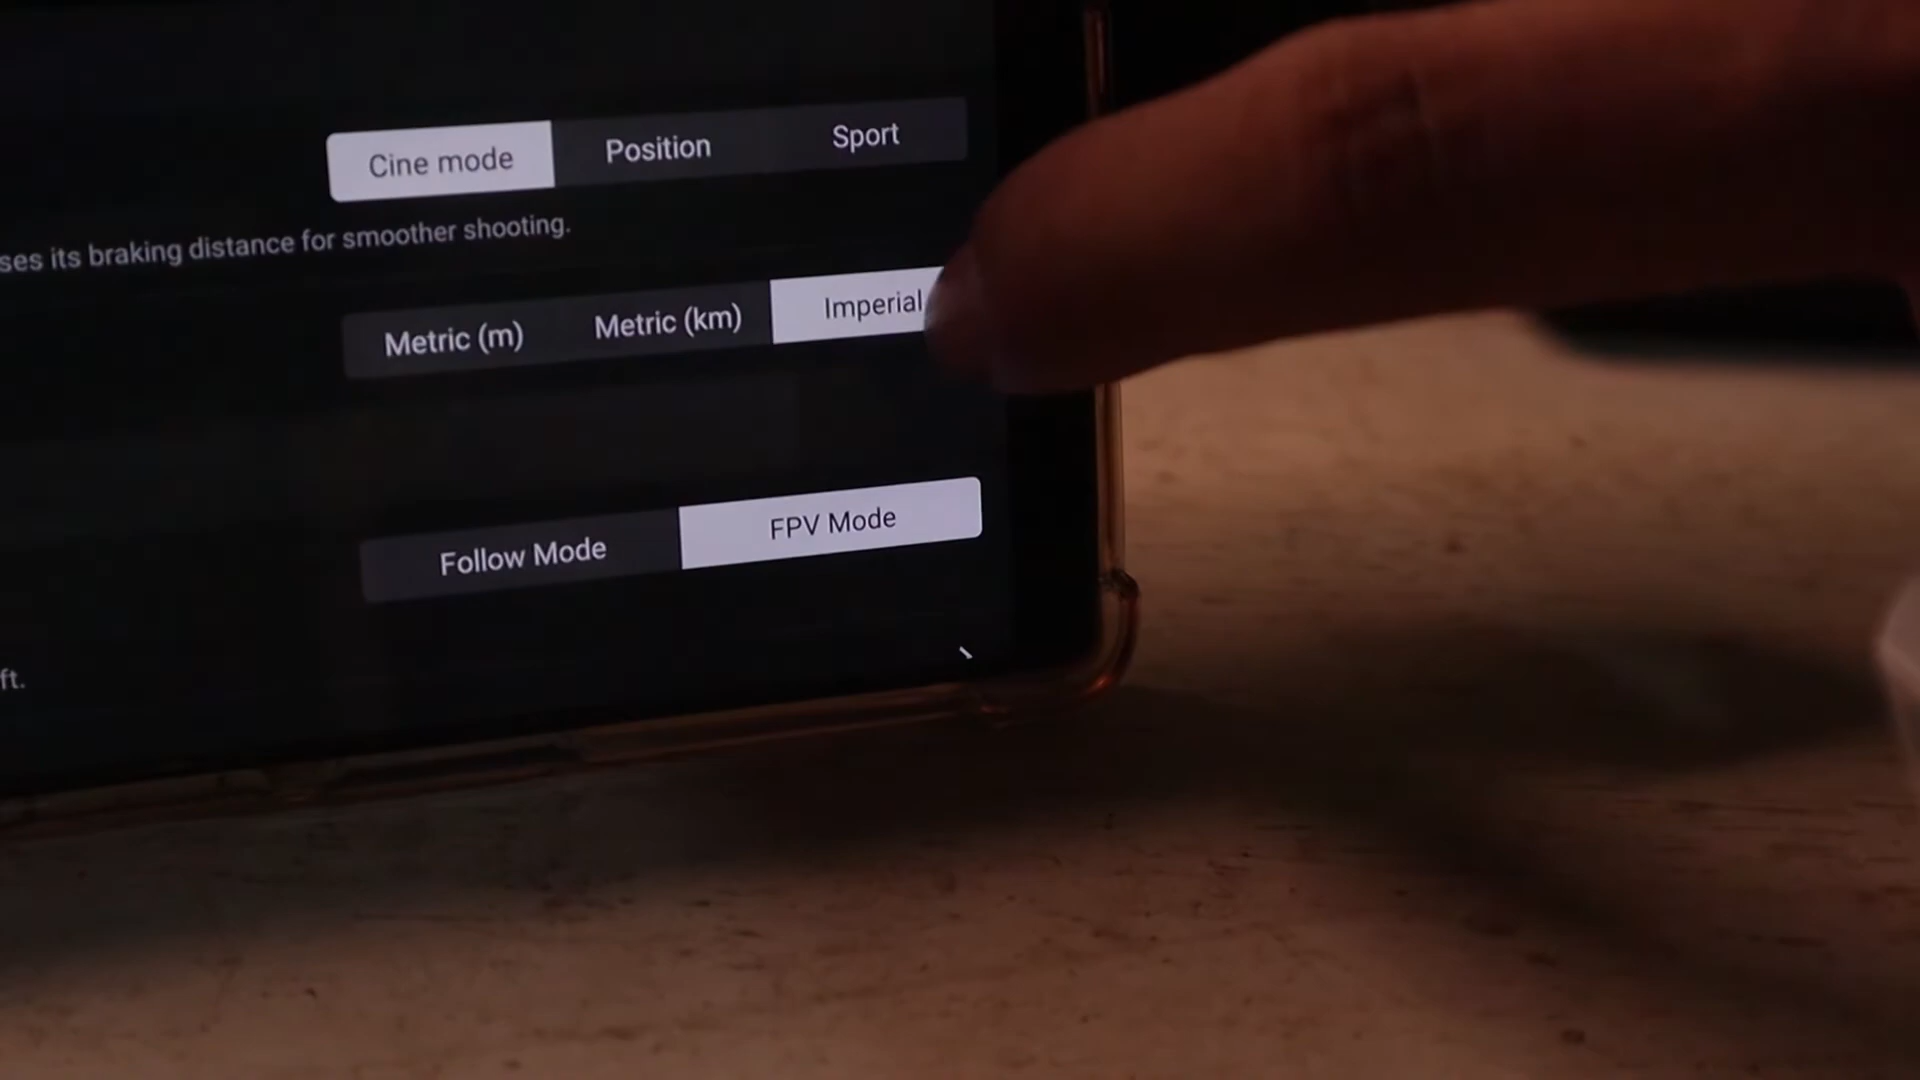 Cine mode Position Sport
ses its braking distance for smoother shooting.
Metric (m) Metric (km) Imperial
Follow Mode FPV Mode
ft.